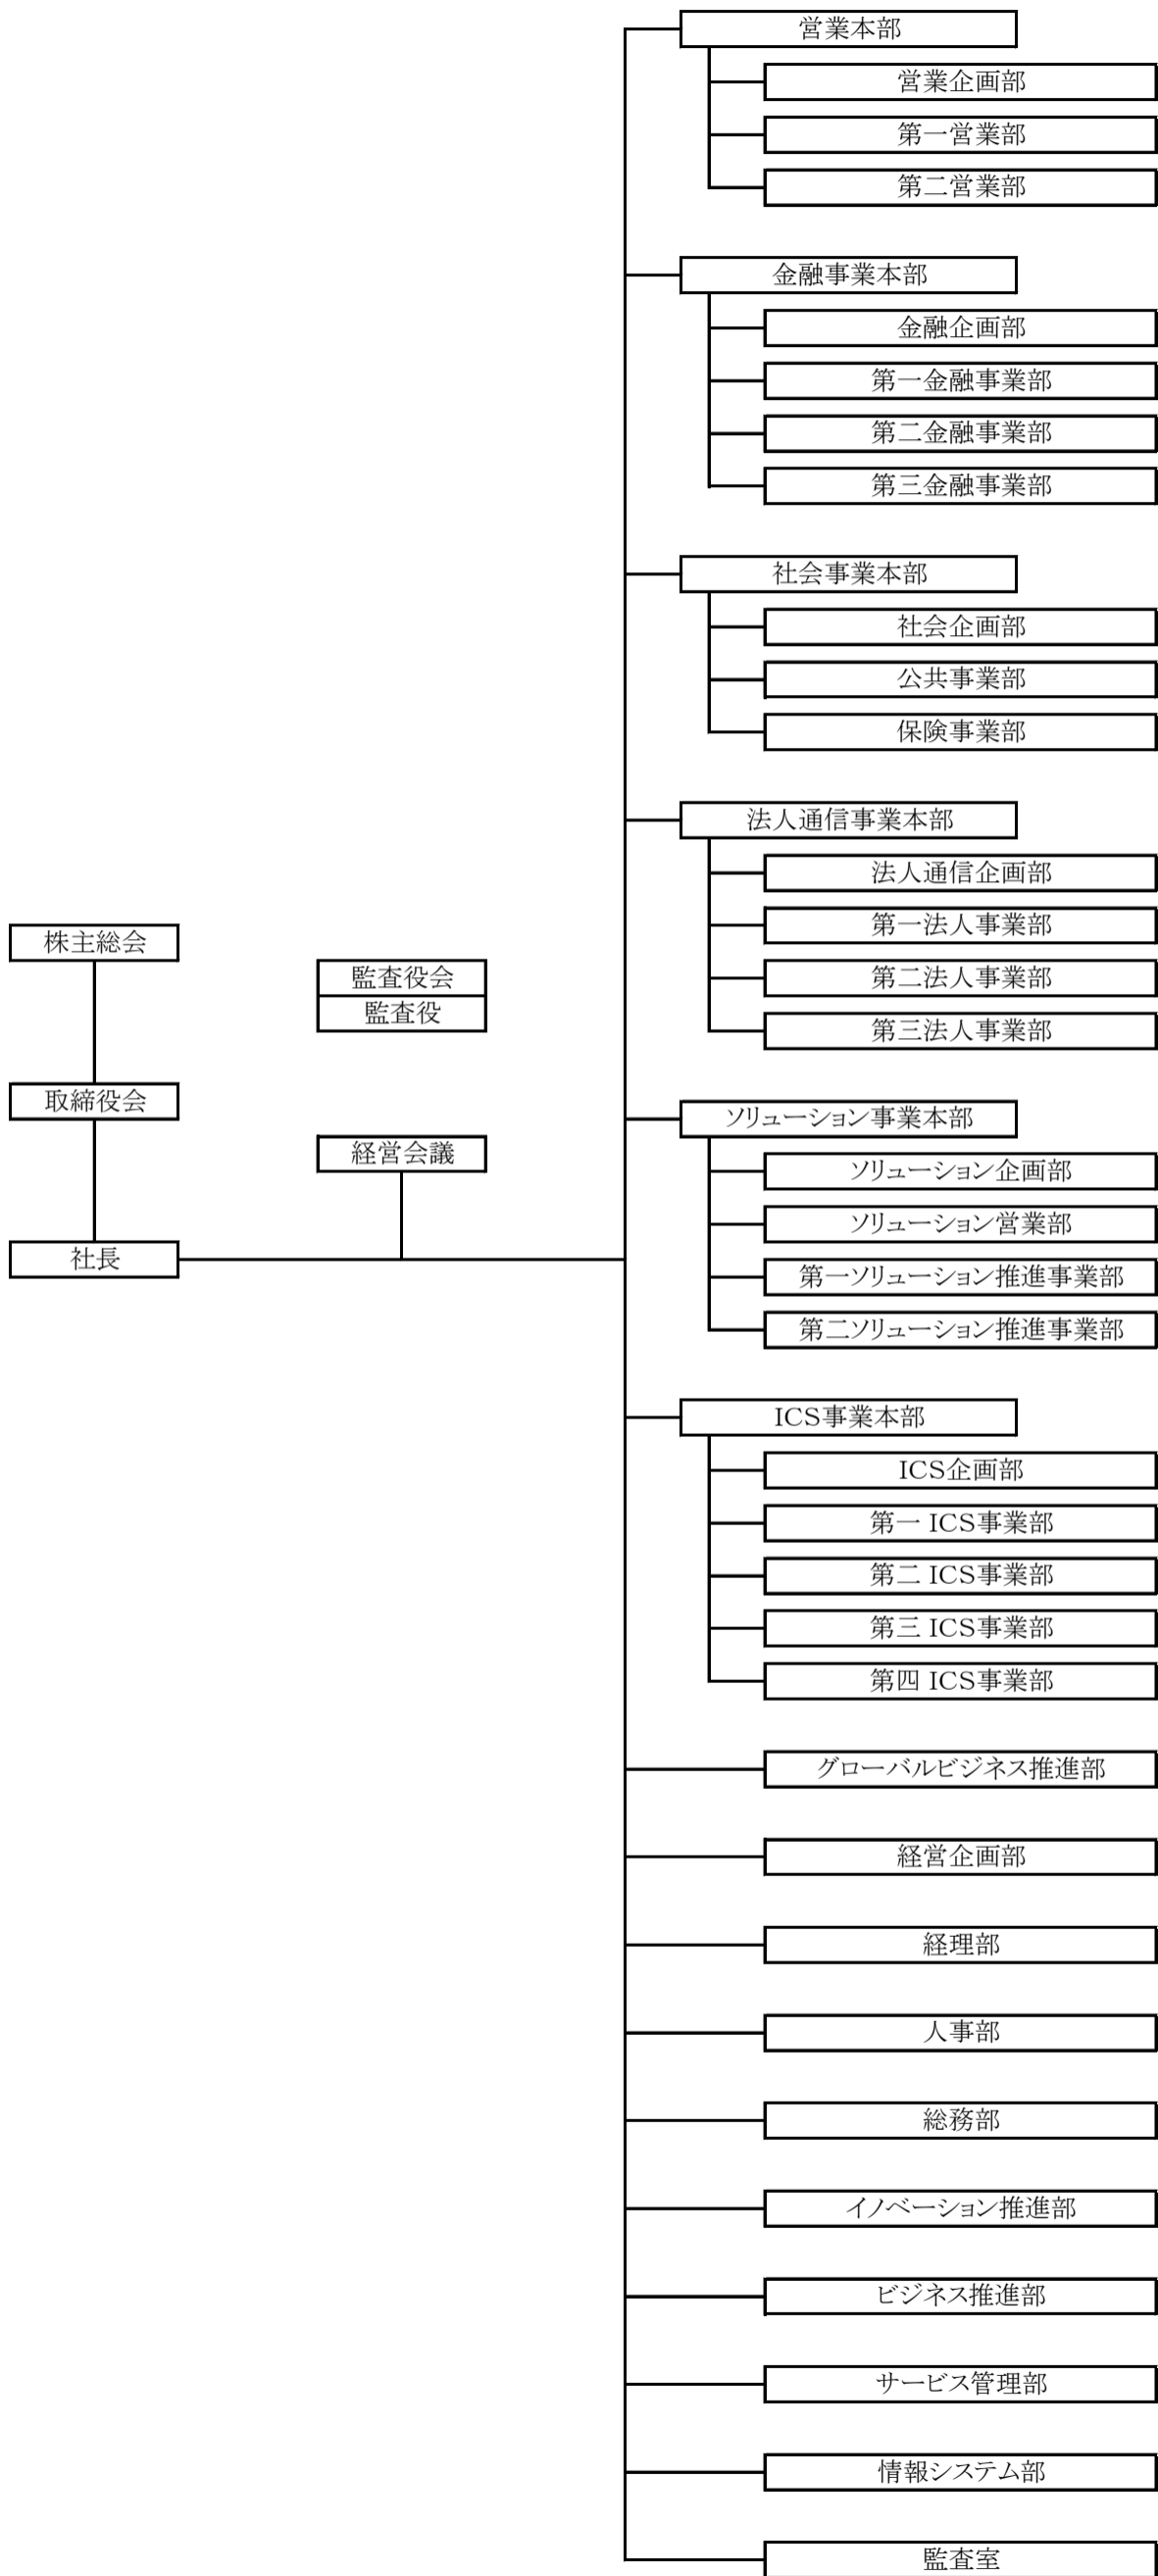 営業本部
営業企画部
第一営業部
第二営業部
金融事業本部
金融企画部
第一金融事業部
第二金融事業部
第三金融事業部
社会事業本部
社会企画部
公共事業部
保険事業部
法人通信事業本部
法人通信企画部
第一法人事業部
第二法人事業部
第三法人事業部
株主総会
監査役会
監査役
取締役会
経営会議
社長
ソリューション事業本部
ソリューション企画部
ソリューション営業部
第一ソリューション推進事業部
第二ソリューション推進事業部
ICS事業本部
ICS企画部
第一 ICS事業部
第二 ICS事業部
第三 ICS事業部
第四 ICS事業部
グローバルビジネス推進部
経営企画部
経理部
人事部
総務部
イノベーション推進部
ビジネス推進部
サービス管理部
情報システム部
監査室